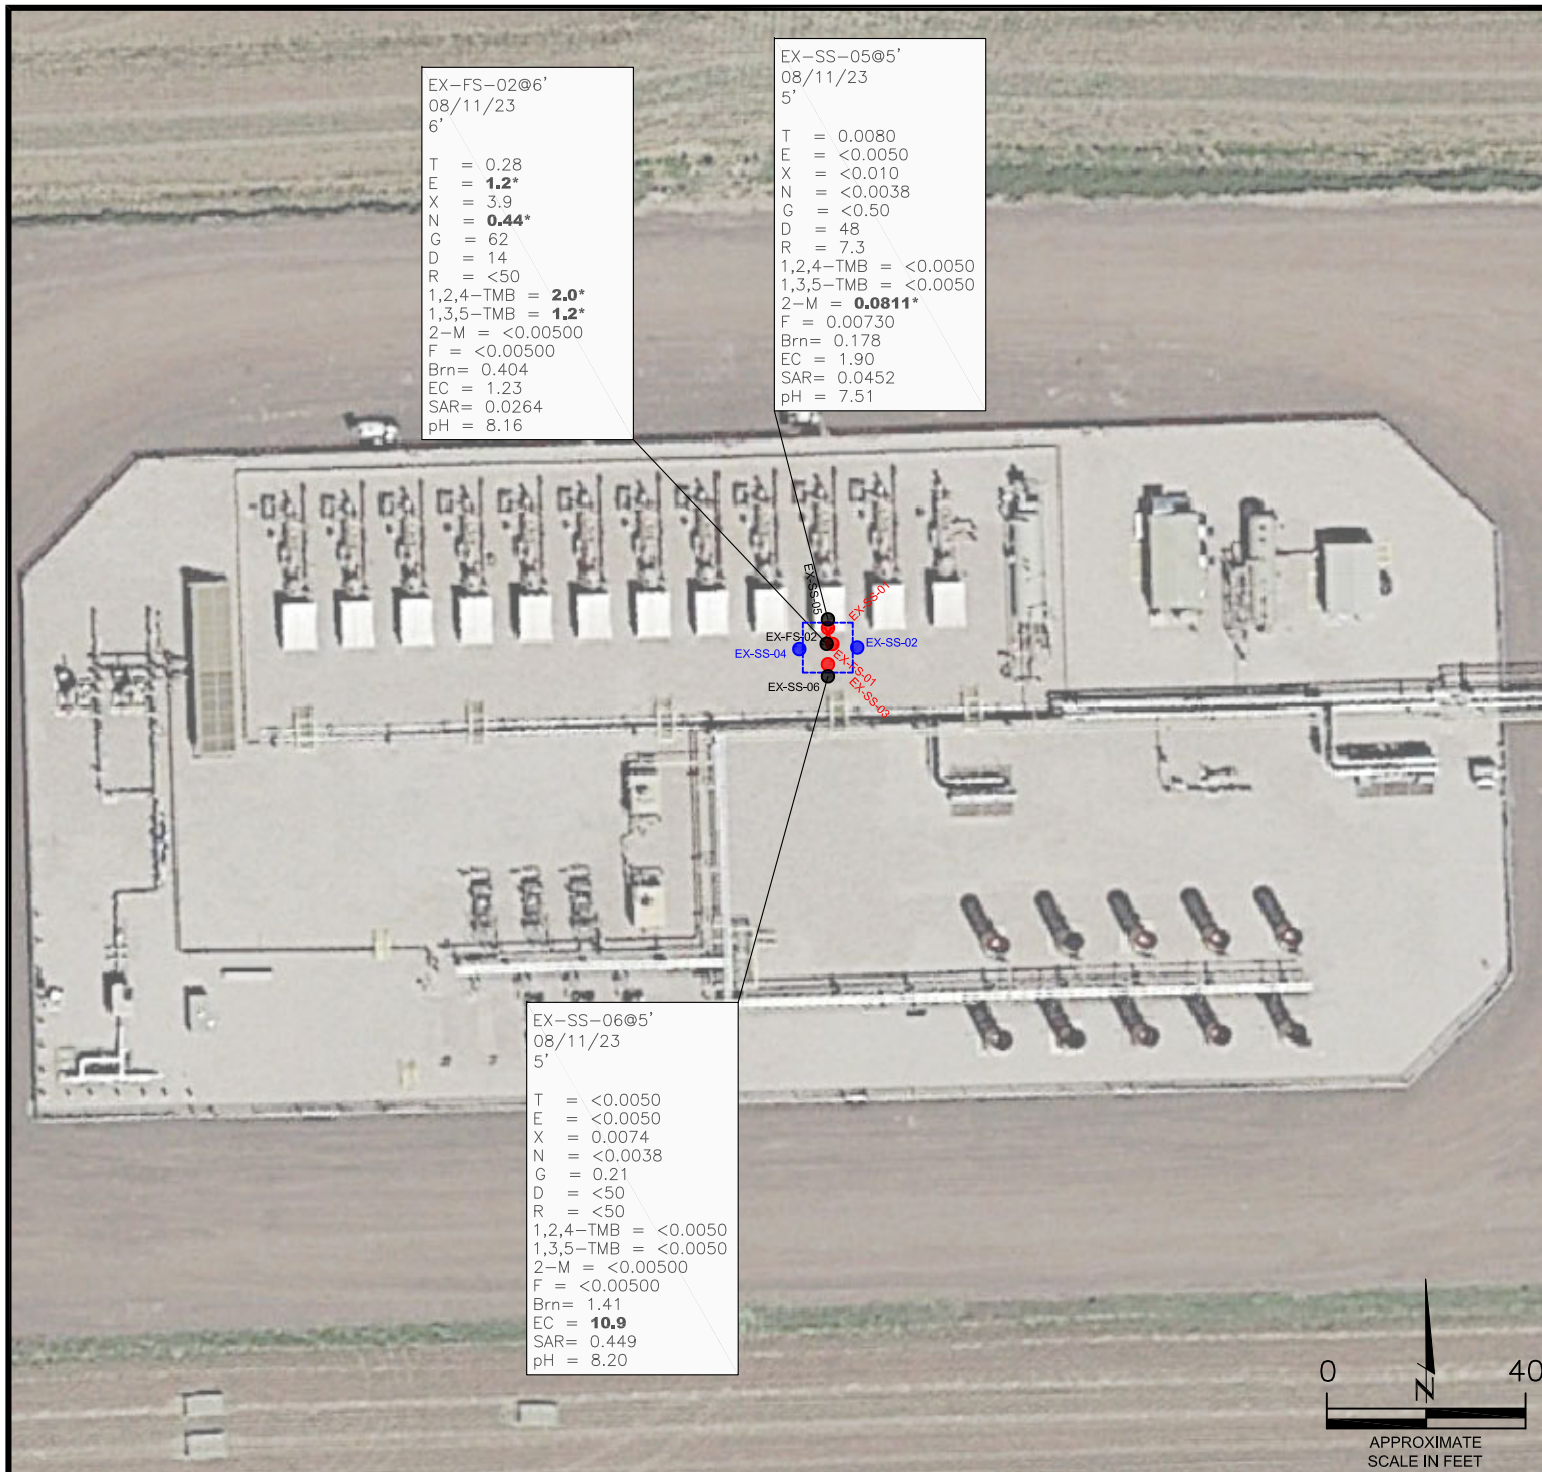 EX-FS-02@6'
08/11/23
6'
T = 0.28
E = 1.2*
X = 3.9
N = 0.44*
G = 62
D = 14
R = <50
1,2,4-TMB = 2.0*
1,3,5-TMB = 1.2*
2-M = <0.00500
F = <0.00500
Brn= 0.404
EC = 1.23
SAR= 0.0264
pH = 8.16
EX-SS-05@5'
08/11/23
5'
T = 0.0080
E = <0.0050
X = <0.010
N = <0.0038
G = <0.50
D = 48
R = 7.3
1,2,4-TMB = <0.0050
1,3,5-TMB = <0.0050
2-M = 0.0811*
F = 0.00730
Brn= 0.178
EC = 1.90
SAR= 0.0452
pH = 7.51
EX-SS-05
EX-SS-01
EX-FS-02
EX-SS-02
EX-SS-04
EX-FS-01
EX-SS-06
EX-SS-03
EX-SS-06@5'
08/11/23
5'
T = <0.0050
E = <0.0050
X = 0.0074
N = <0.0038
G = 0.21
D = <50
R = <50
1,2,4-TMB = <0.0050
1,3,5-TMB = <0.0050
2-M = <0.00500
F = <0.00500
Brn= 1.41
EC = 10.9
SAR= 0.449
pH = 8.20
N
0 40
APPROXIMATE
SCALE IN FEET